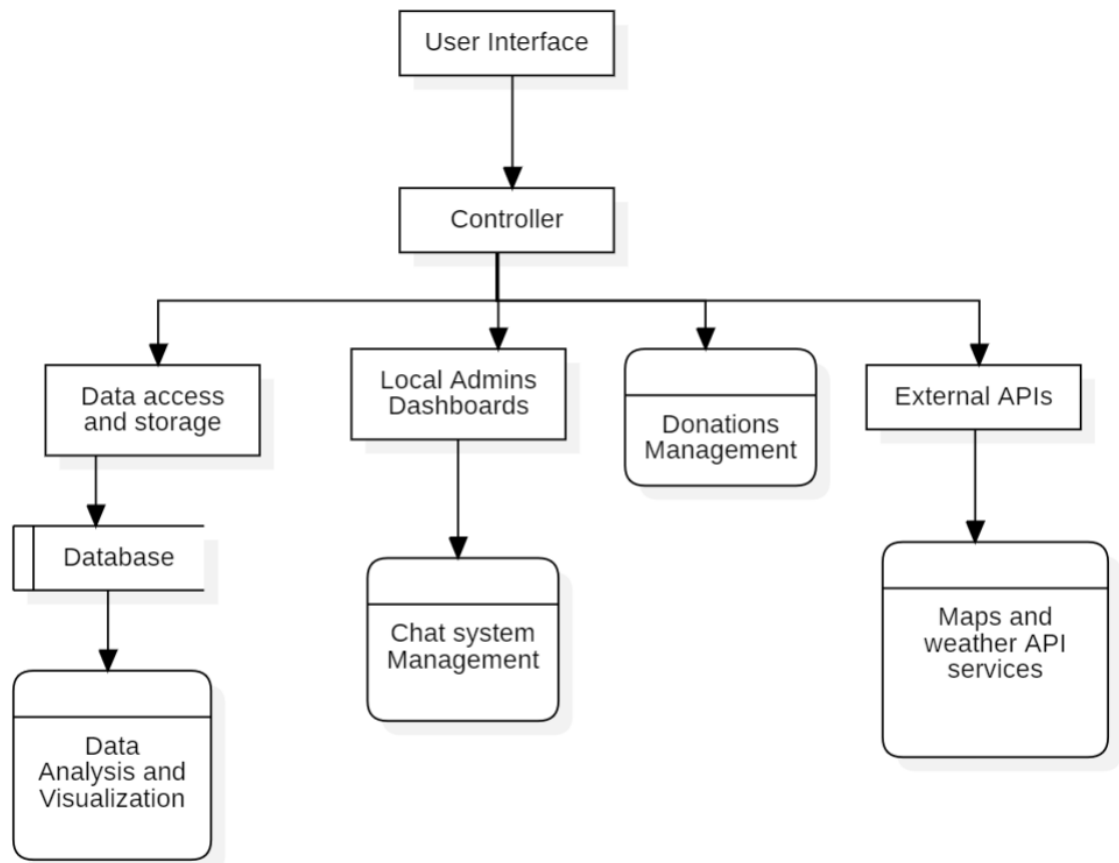 User Interface
Controller
Data access
and storage
Local Admins
Dashboards
Donations
Management
External APIs
Database
Chat system
Management
Maps and
weather API
services
Data
Analysis and
Visualization